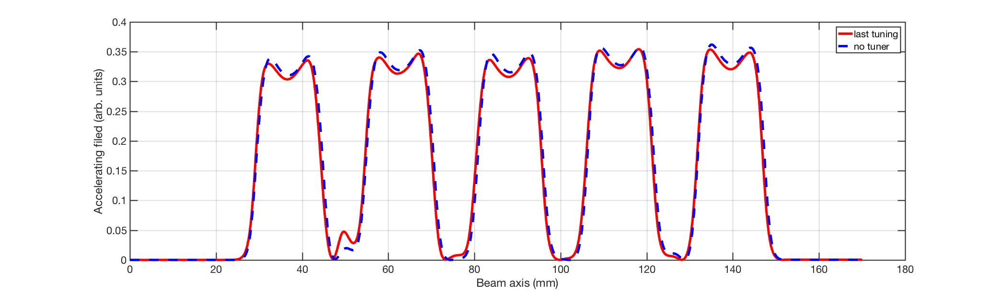 0.4
0.35
0.3
0.25
0.2
0.15
0.1
0.05
0
Accelerating filed (arb. units)
last tuning
no tuner
0 20 40 60 80 100 120 140 160 180
Beam axis (mm)